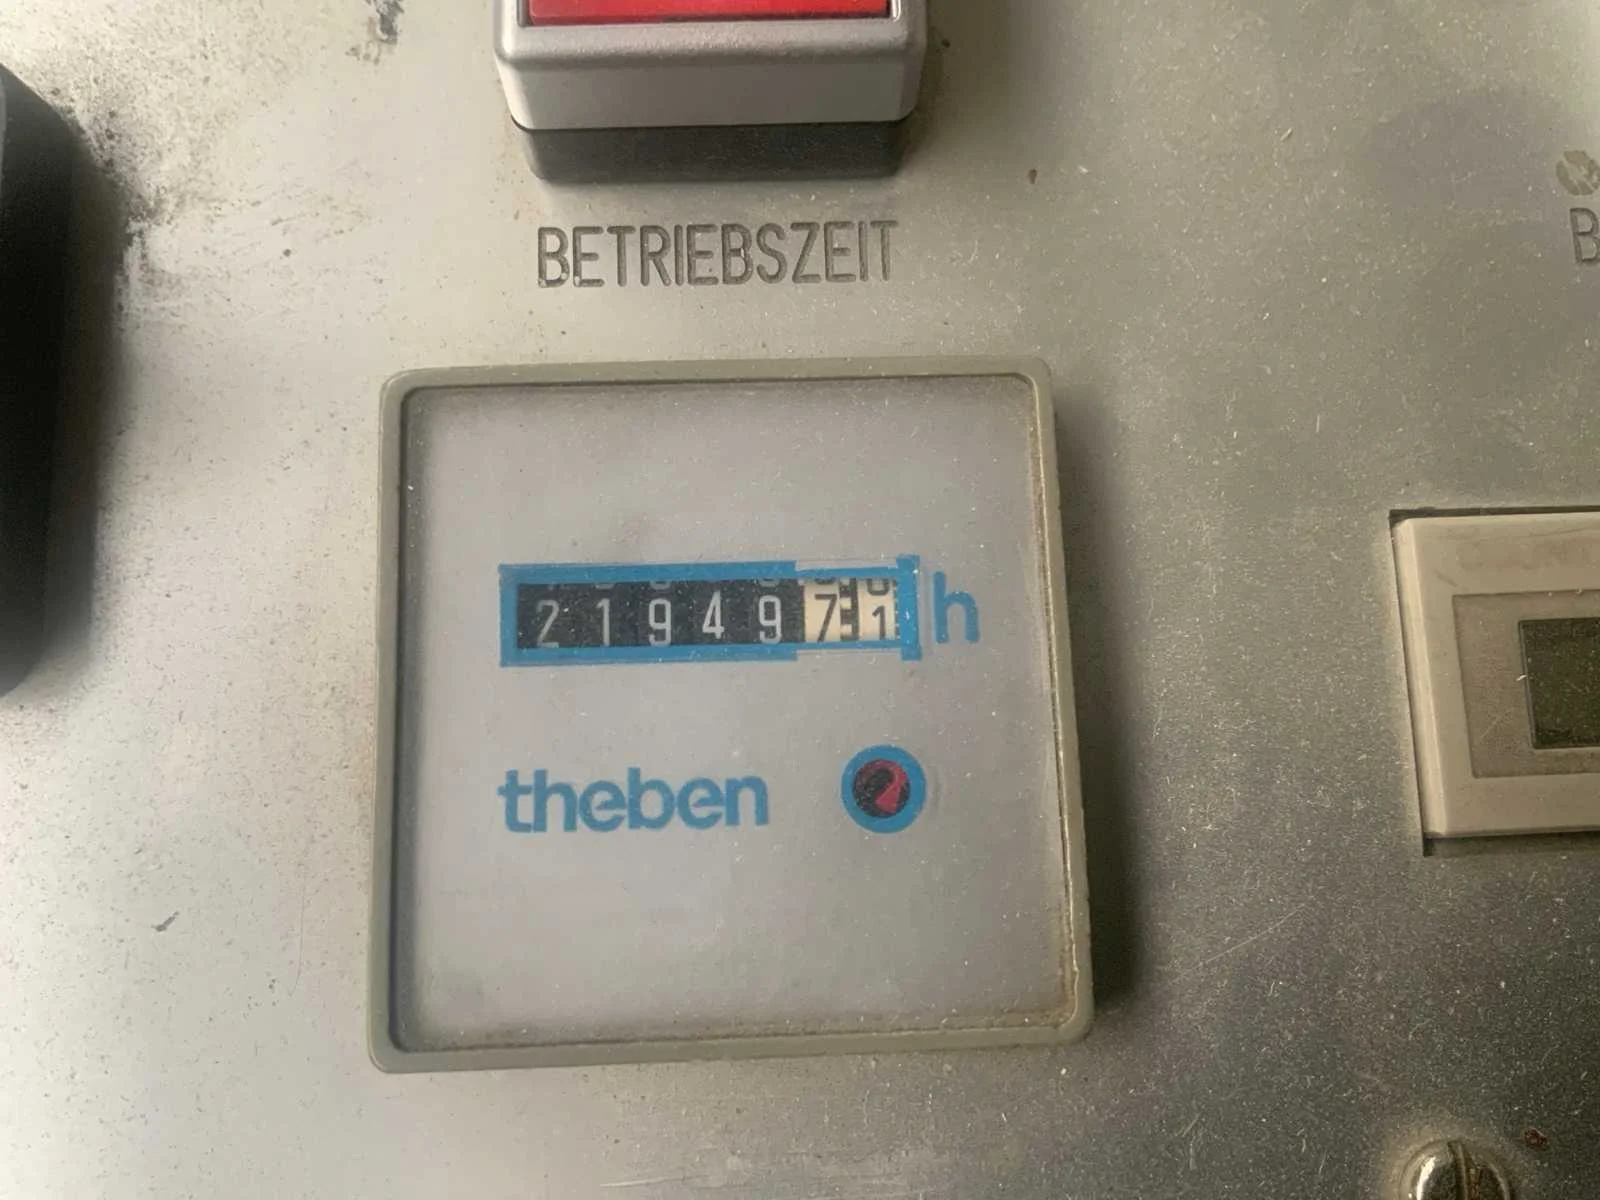 BETRIEBSZEIT
2194971 h
theben
B